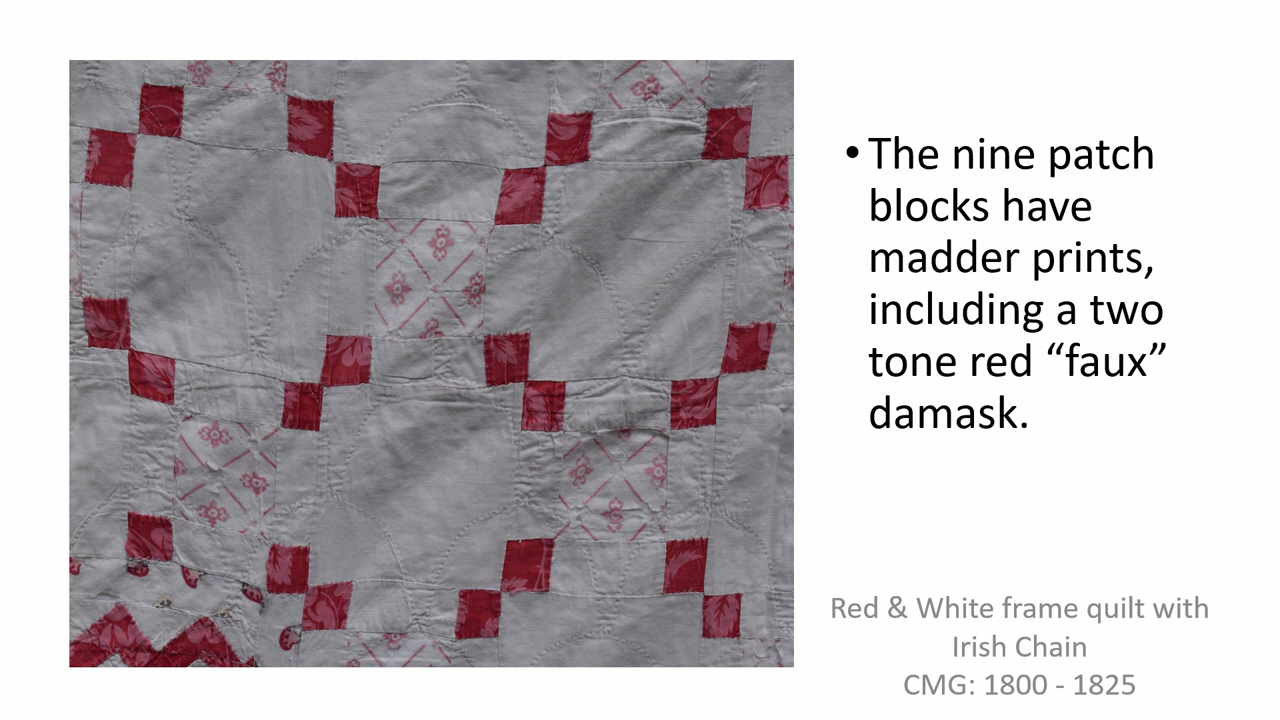 • The nine patch
blocks have
madder prints,
including a two
tone red “faux”
damask.
Red & White frame quilt with
Irish Chain
CMG: 1800 - 1825